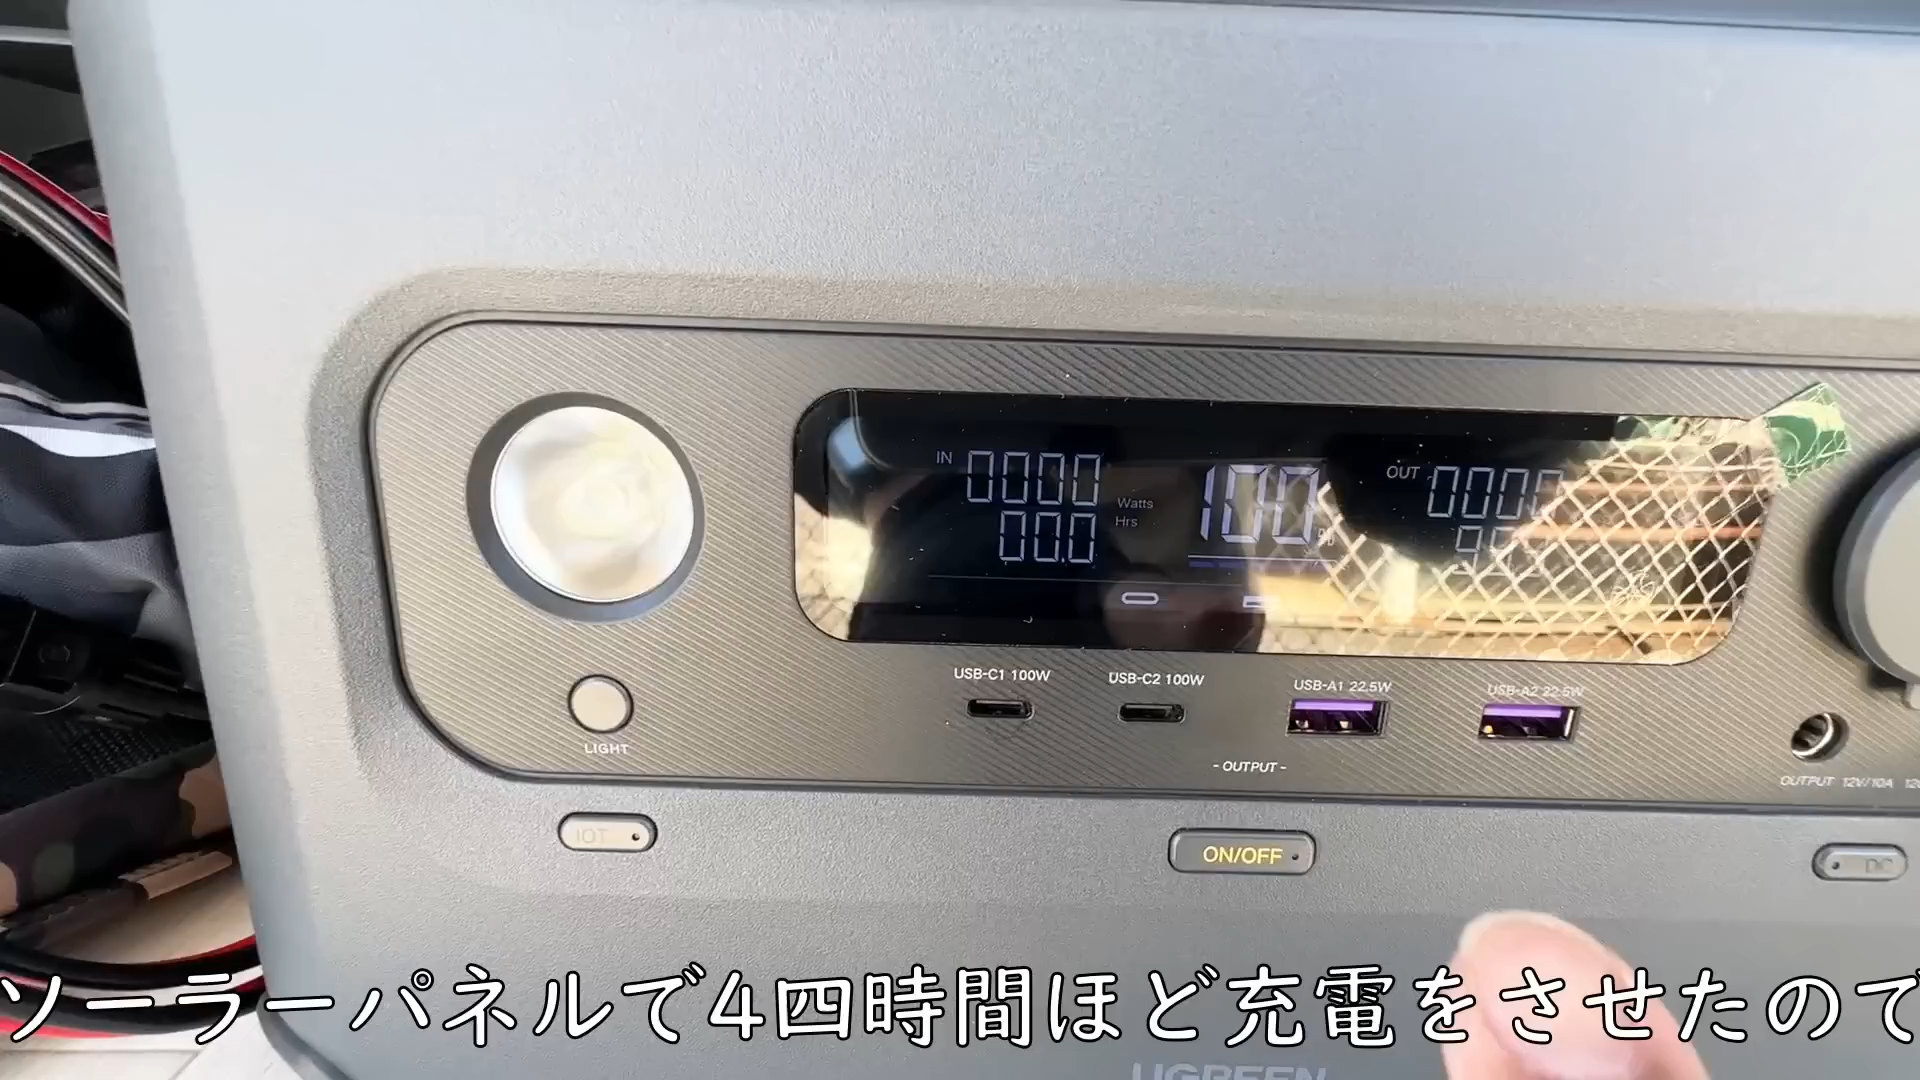 IN 0000 Watts
00.0 Hrs
100
OUT
USB-C1 100W
USB-C2 100W
USB-A1 22.5W
USB-A2 22.5W
LIGHT
- OUTPUT -
OUTPUT 12V/10A
IOT
ON/OFF
DC
ソーラーパネルで4四時間ほど充電をさせたので
UGREEN